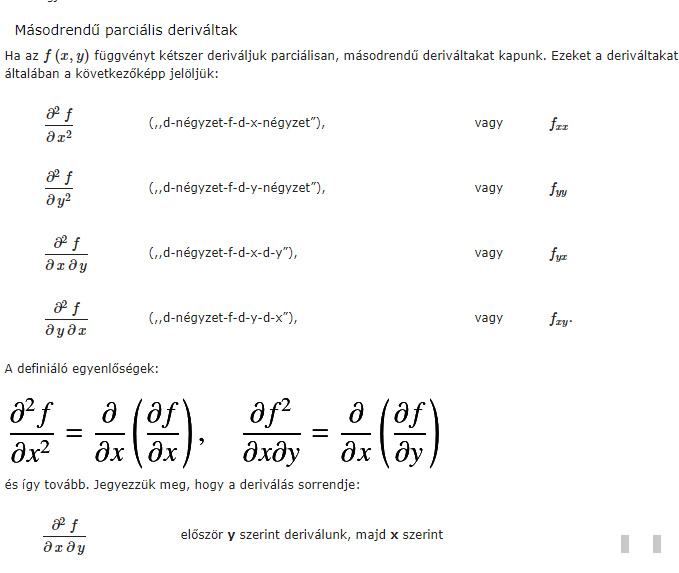 Másodrendű parciális deriváltak
Ha az f (x, y) függvényt kétszer deriváljuk parciálisan, másodrendű deriváltakat kapunk. Ezeket a deriváltakat
általában a következőképp jelöljük:
∂² f / ∂ x² (,,d-négyzet-f-d-x-négyzet”), vagy fxx
∂² f / ∂ y² (,,d-négyzet-f-d-y-négyzet”), vagy fyy
∂² f / ∂ x ∂ y (,,d-négyzet-f-d-x-d-y”), vagy fyx
∂² f / ∂ y ∂ x (,,d-négyzet-f-d-y-d-x”), vagy fxy.
A definiáló egyenlőségek:
∂²f / ∂x² = ∂ / ∂x (∂f / ∂x), ∂f² / ∂x∂y = ∂ / ∂x (∂f / ∂y)
és így tovább. Jegyezzük meg, hogy a deriválás sorrendje:
∂² f / ∂ x ∂ y először y szerint deriválunk, majd x szerint